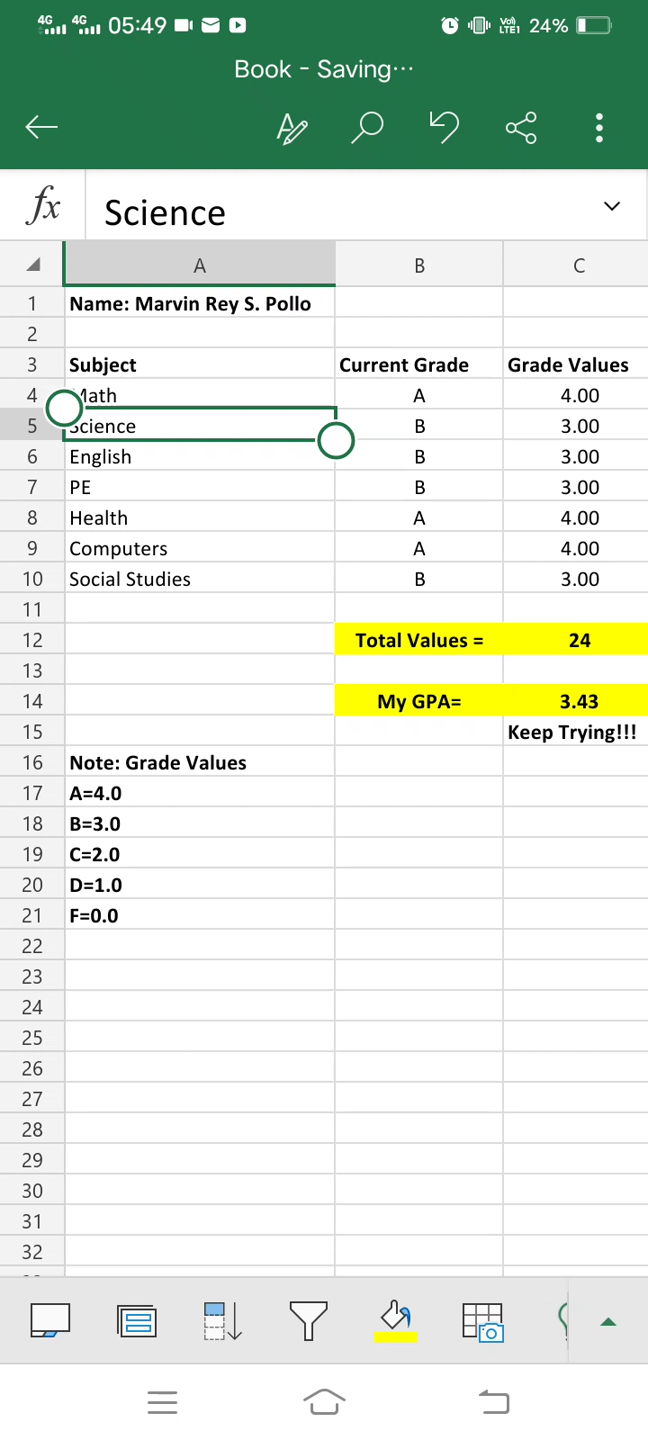 4G 4G 05:49 Vo) LTE1 24%
Book - Saving...
fx Science
A B C
1 Name: Marvin Rey S. Pollo
2
3 Subject Current Grade Grade Values
4 Math A 4.00
5 Science B 3.00
6 English B 3.00
7 PE B 3.00
8 Health A 4.00
9 Computers A 4.00
10 Social Studies B 3.00
11
12 Total Values = 24
13
14 My GPA= 3.43
15 Keep Trying!!!
16 Note: Grade Values
17 A=4.0
18 B=3.0
19 C=2.0
20 D=1.0
21 F=0.0
22
23
24
25
26
27
28
29
30
31
32